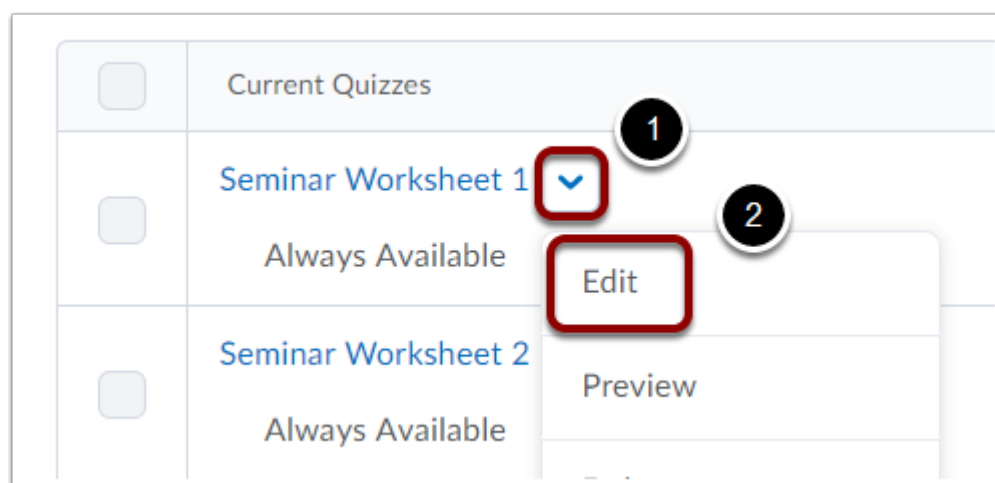 Current Quizzes
1
Seminar Worksheet 1
2
Always Available
Edit
Seminar Worksheet 2
Preview
Always Available